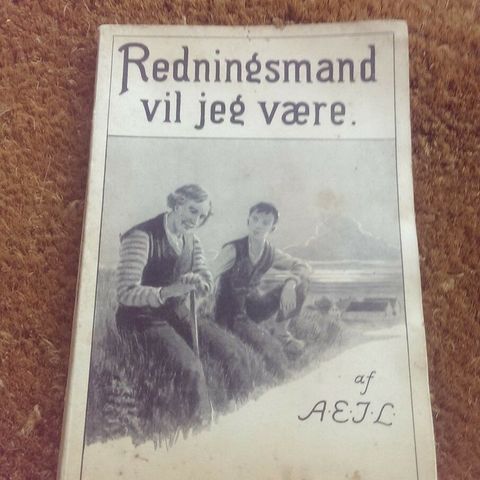 Redningsmand
vil jeg være.
af
A.E.J.L.